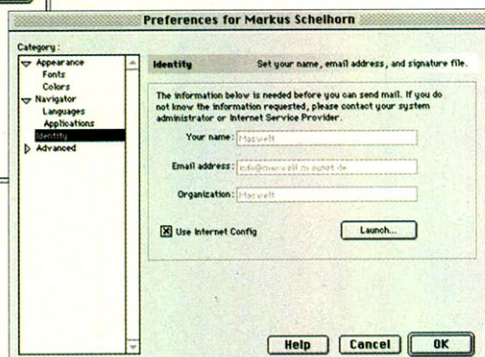 Preferences for Markus Schelhorn
Category:
Appearance
Fonts
Colors
Navigator
Languages
Applications
Identity
Advanced
Identity
Set your name, email address, and signature file.
The information below is needed before you can send mail. If you do
not know the information requested, please contact your system
administrator or Internet Service Provider.
Your name:
Macwelt
Email address:
Organization:
Macwelt
Use Internet Config
Launch...
Help
Cancel
OK